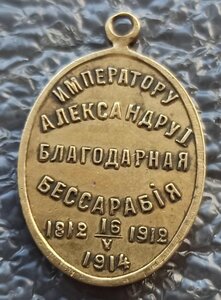 ИМПЕРАТОРУ
АЛЕКСАНДРУ I
БЛАГОДАРНАЯ
БЕССАРАБІЯ
1812 16/V 1912
1914